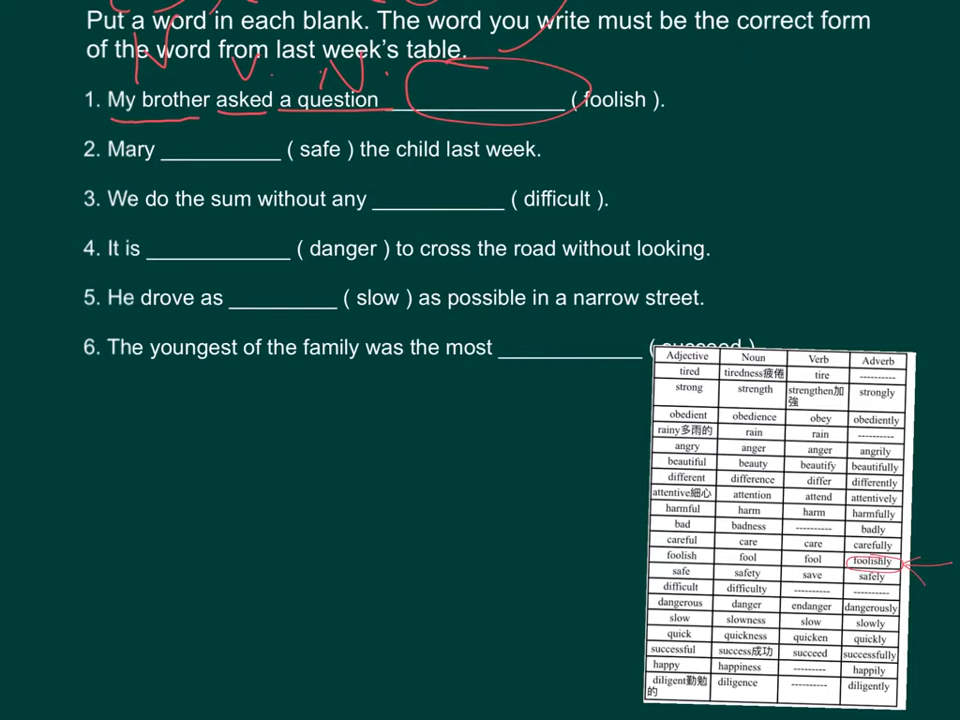 Put a word in each blank. The word you write must be the correct form
of the word from last week's table.
N V. N.
1. My brother asked a question _______________ ( foolish ).
2. Mary __________ ( safe ) the child last week.
3. We do the sum without any ___________ ( difficult ).
4. It is ____________ ( danger ) to cross the road without looking.
5. He drove as _________ ( slow ) as possible in a narrow street.
6. The youngest of the family was the most ____________ ( succeed )
Adjective Noun Verb Adverb
tired tiredness疲倦 tire ----------
strong strength strengthen加強 strongly
obedient obedience obey obediently
rainy多雨的 rain rain ----------
angry anger anger angrily
beautiful beauty beautify beautifully
different difference differ differently
attentive細心 attention attend attentively
harmful harm harm harmfully
bad badness ---------- badly
careful care care carefully
foolish fool fool foolishly
safe safety save safely
difficult difficulty ---------- ----------
dangerous danger endanger dangerously
slow slowness slow slowly
quick quickness quicken quickly
successful success成功 succeed successfully
happy happiness --------- happily
diligent勤勉的 diligence ---------- diligently